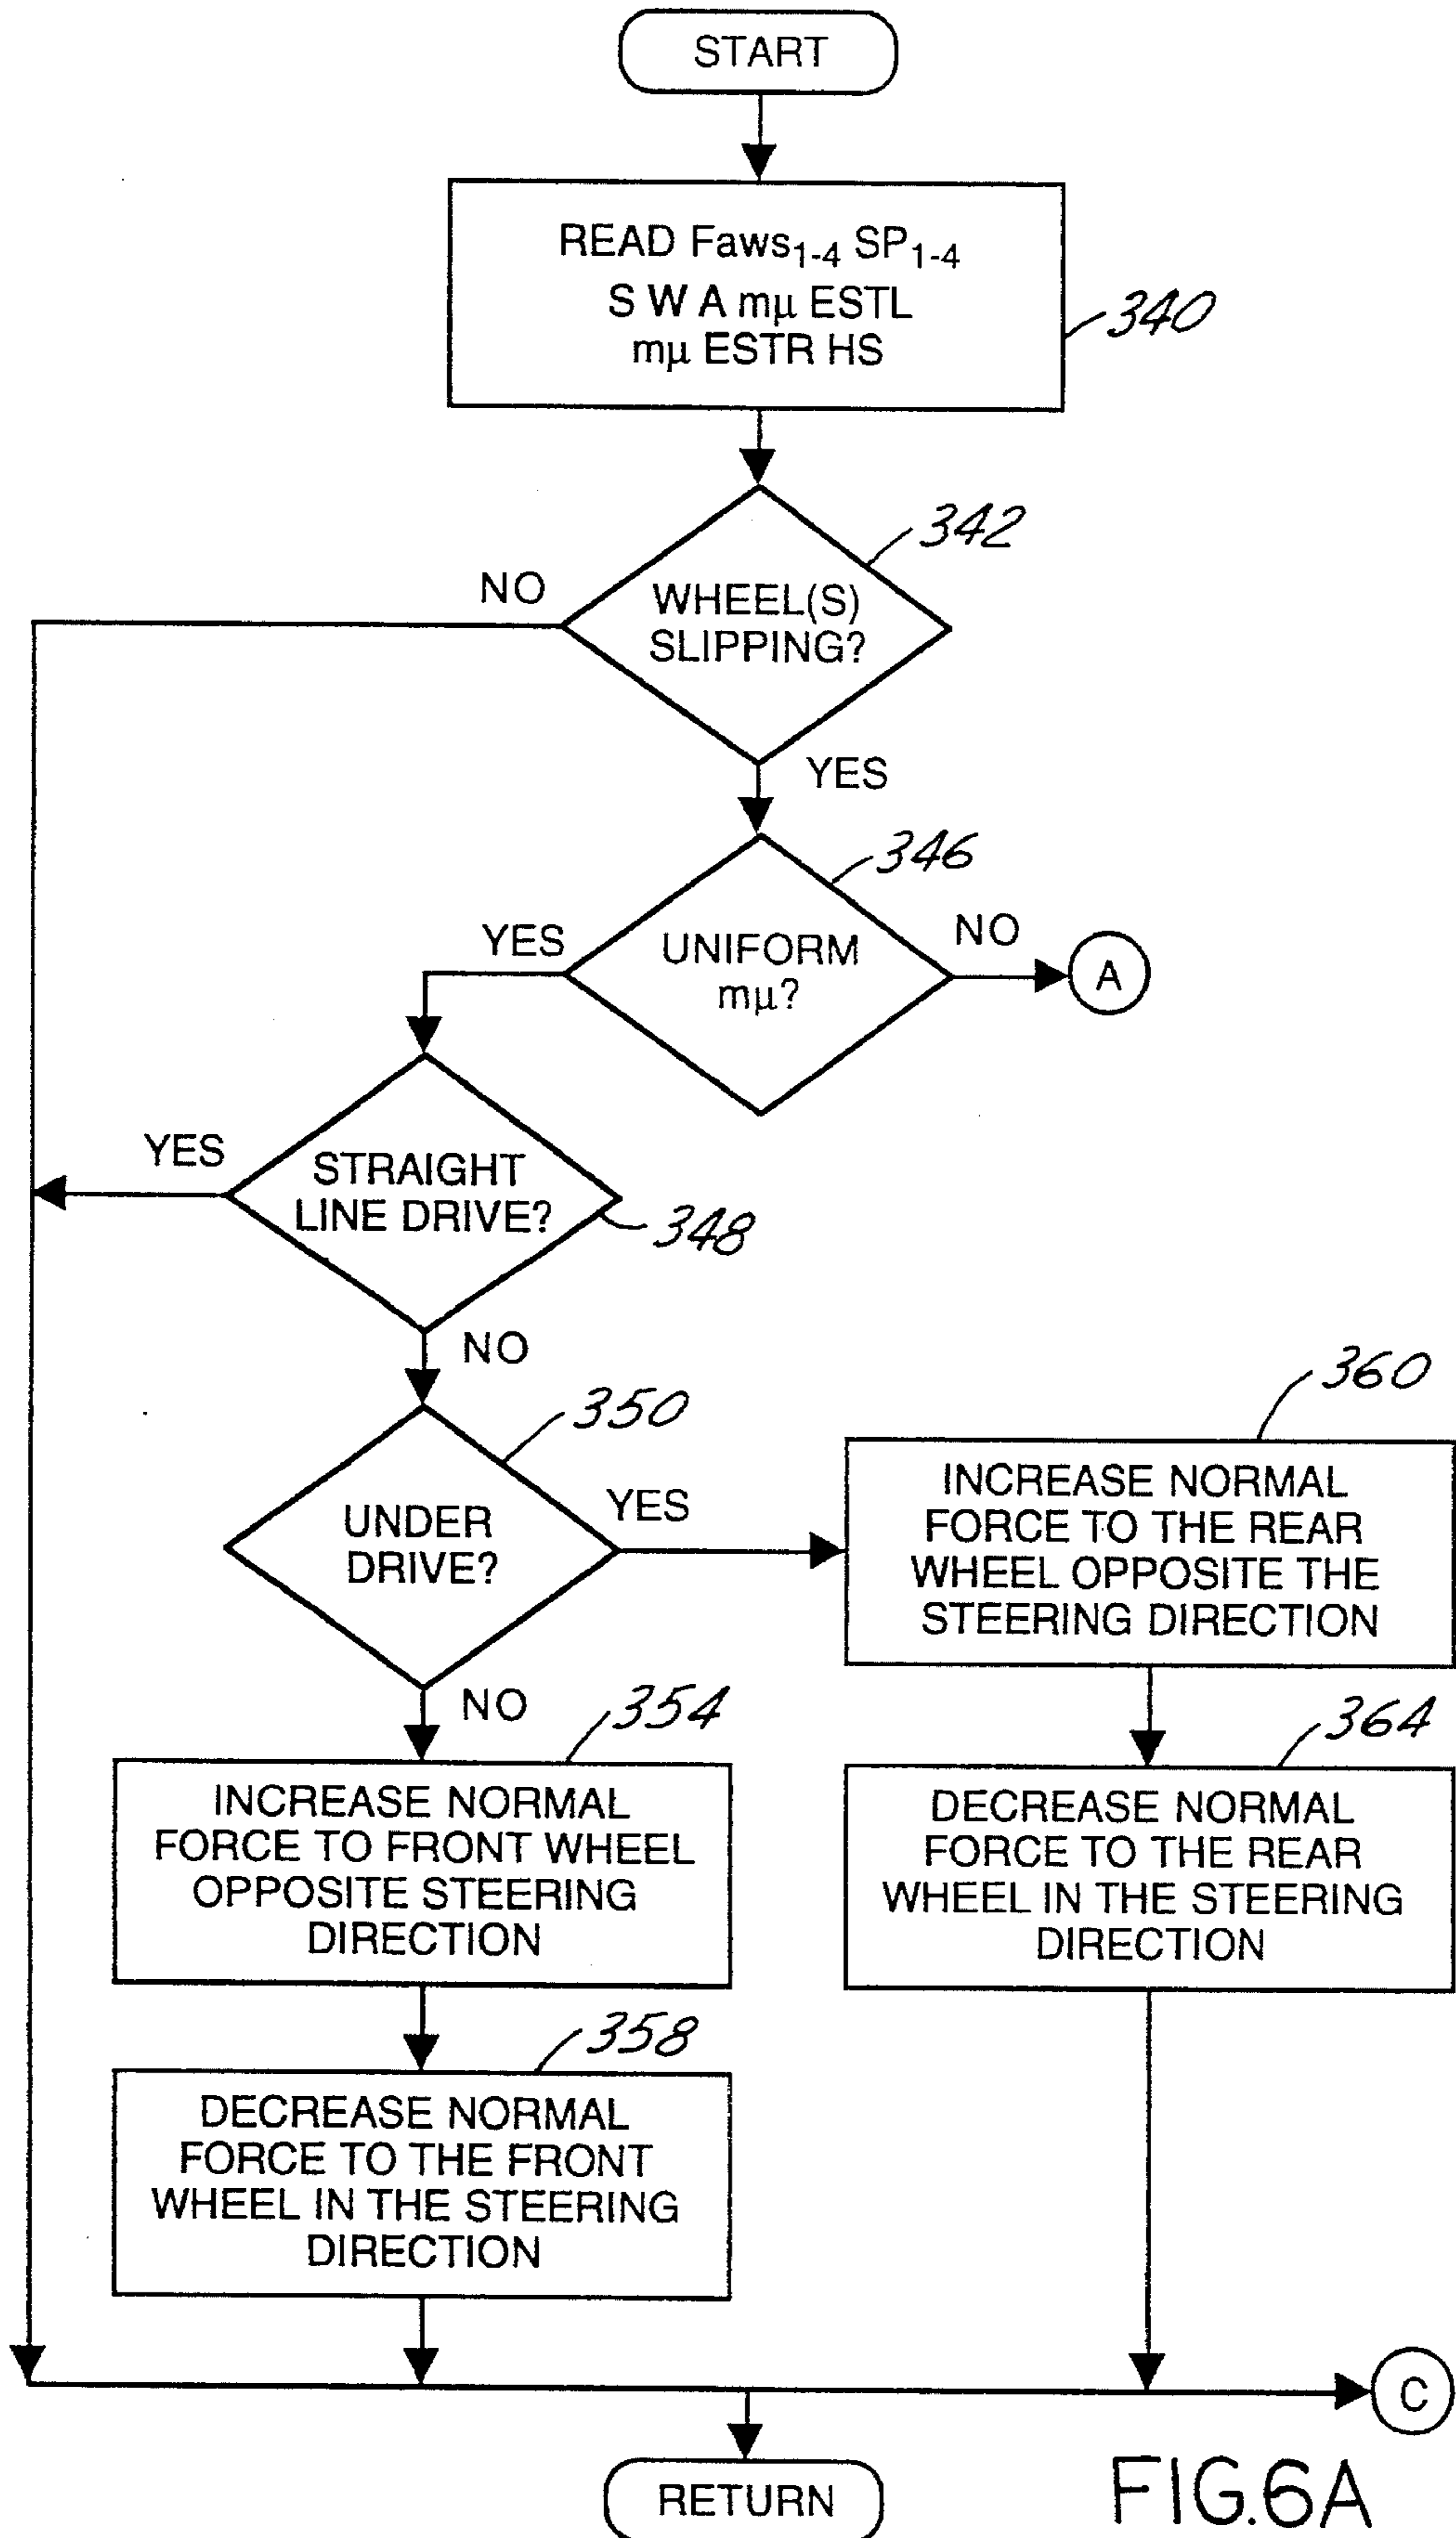 START
READ Faws1-4 SP1-4
S W A mµ ESTL
mµ ESTR HS
340
342
NO
WHEEL(S)
SLIPPING?
YES
346
YES
UNIFORM
mµ?
NO
A
YES
STRAIGHT
LINE DRIVE?
348
NO
350
UNDER
DRIVE?
YES
360
INCREASE NORMAL
FORCE TO THE REAR
WHEEL OPPOSITE THE
STEERING DIRECTION
NO
354
INCREASE NORMAL
FORCE TO FRONT WHEEL
OPPOSITE STEERING
DIRECTION
364
DECREASE NORMAL
FORCE TO THE REAR
WHEEL IN THE STEERING
DIRECTION
358
DECREASE NORMAL
FORCE TO THE FRONT
WHEEL IN THE STEERING
DIRECTION
C
RETURN
FIG.6A